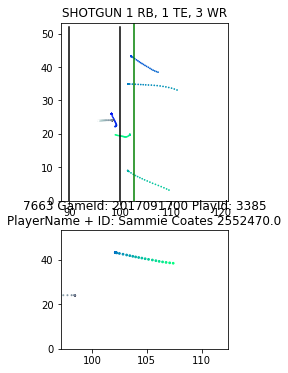 SHOTGUN 1 RB, 1 TE, 3 WR
50
40
30
20
10
0
90 100 110 120
7663 GameId: 2017091700 PlayId: 3385
PlayerName + ID: Sammie Coates 2552470.0
40
20
0
100 105 110